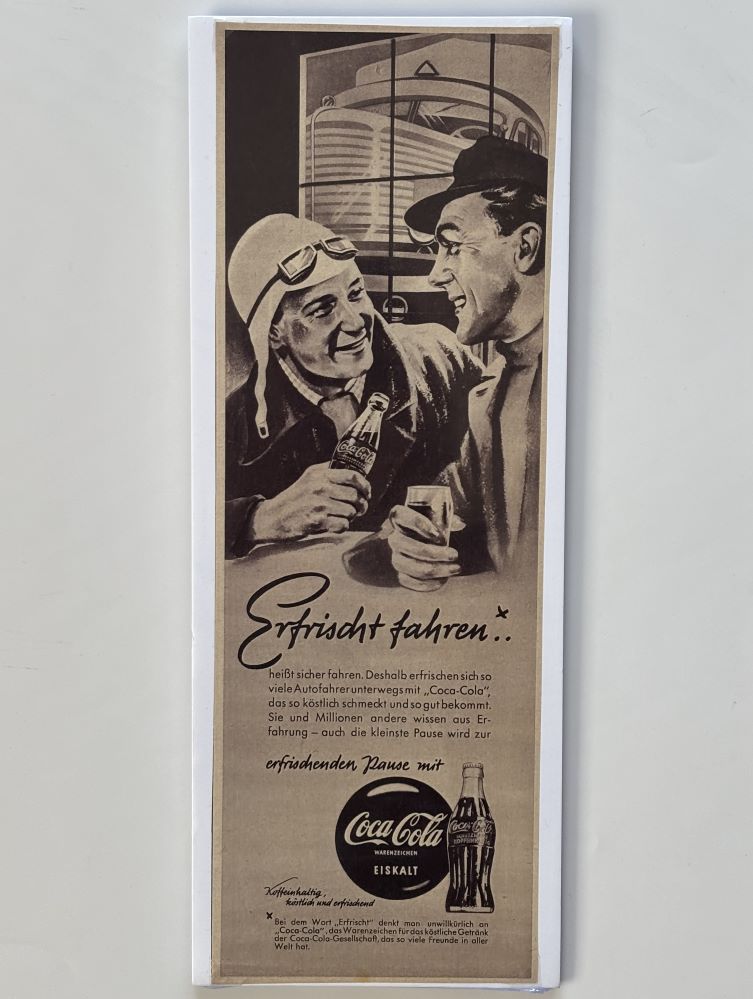 Coca-Cola
Erfrischt fahren*..
heißt sicher fahren. Deshalb erfrischen sich so
viele Autofahrer unterwegs mit „Coca-Cola“,
das so köstlich schmeckt und so gut bekommt.
Sie und Millionen andere wissen aus Er-
fahrung – auch die kleinste Pause wird zur
erfrischenden Pause mit
Coca-Cola
WARENZEICHEN
EISKALT
Coca-Cola
KOFFEINHALTIG
Koffeinhaltig,
köstlich und erfrischend
* Bei dem Wort „Erfrischt“ denkt man unwillkürlich an
„Coca-Cola“, das Warenzeichen für das köstliche Getränk
der Coca-Cola-Gesellschaft, das so viele Freunde in aller
Welt hat.